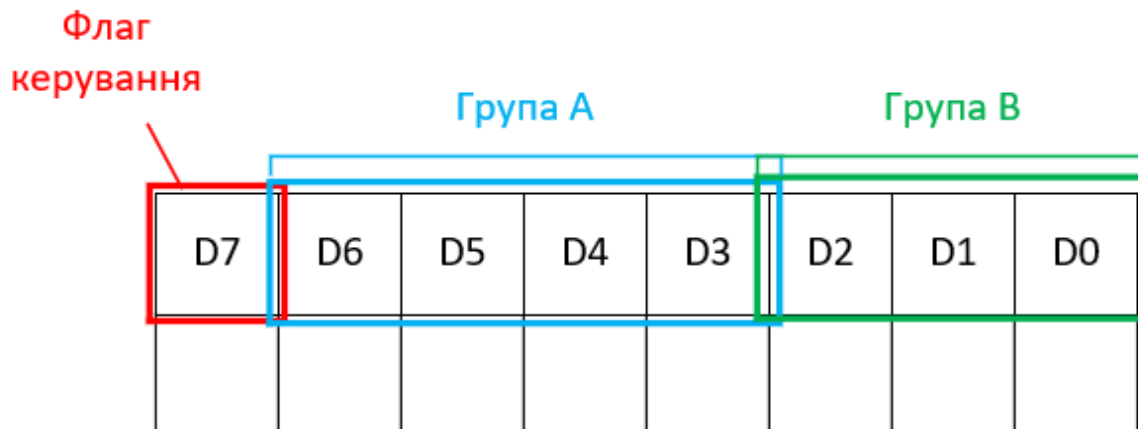 Флаг
керування
Група А
Група В
D7
D6
D5
D4
D3
D2
D1
D0